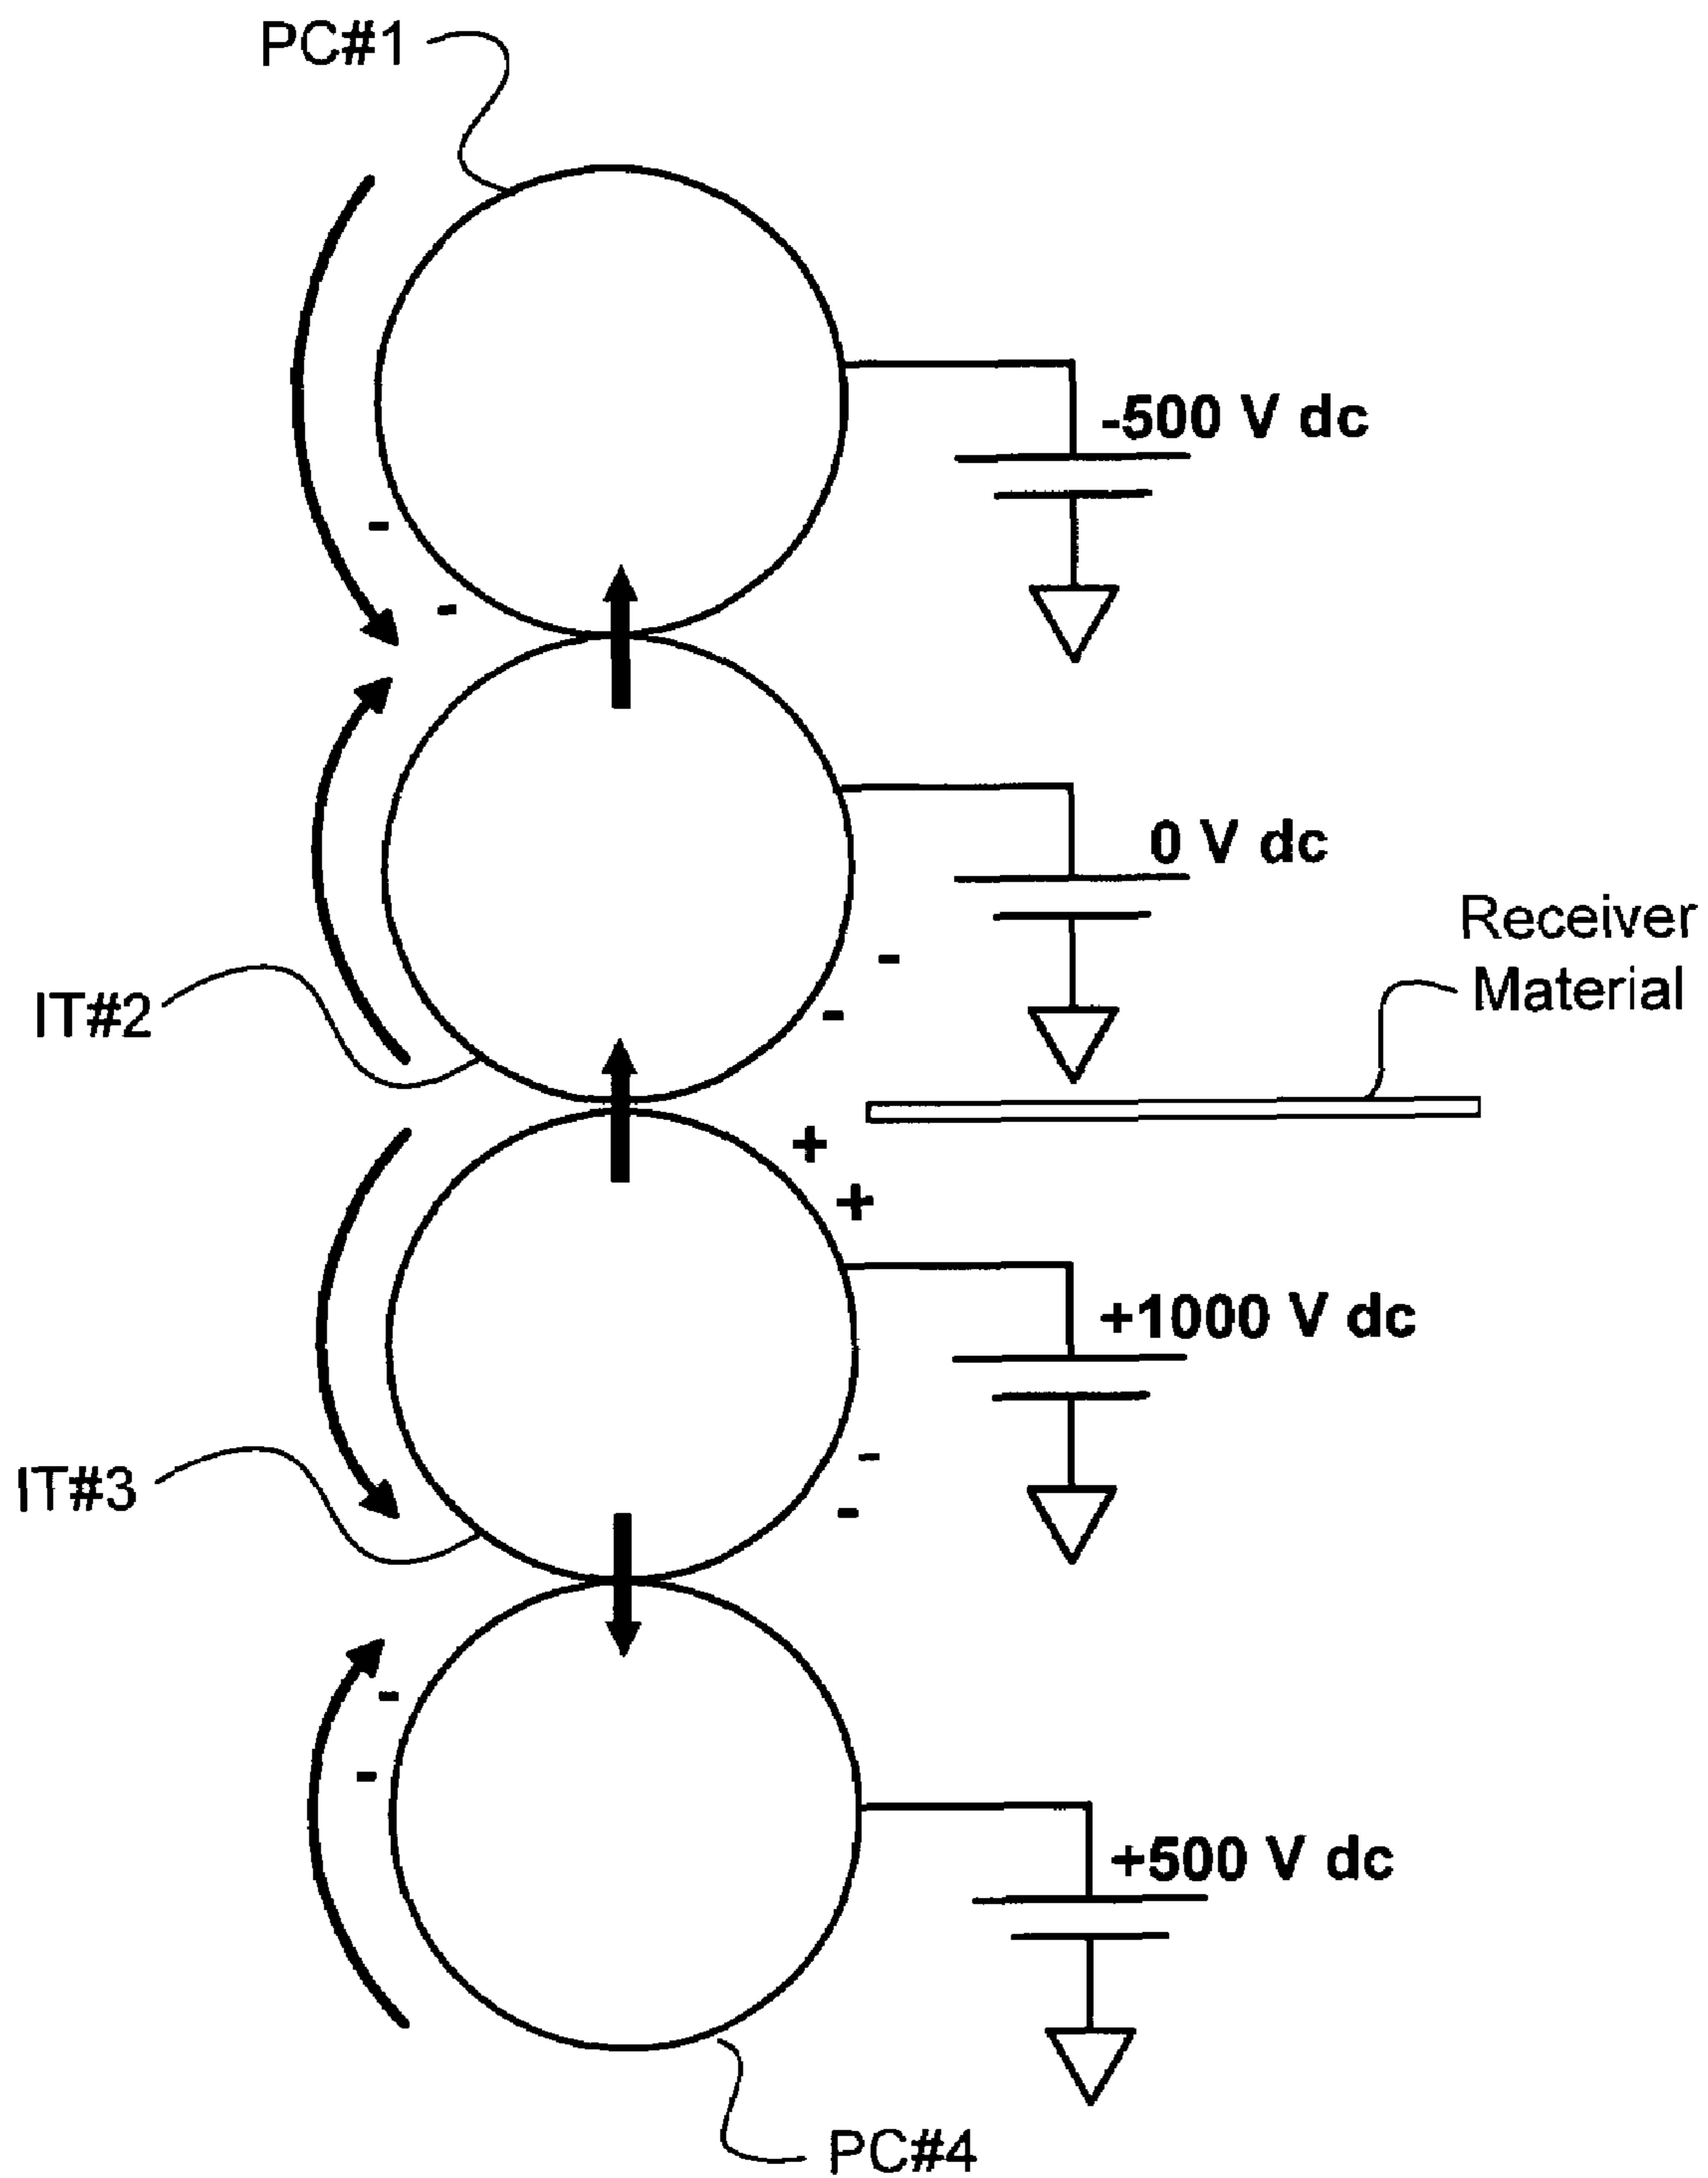 PC#1
-500 V dc
-
-
0 V dc
Receiver
Material
-
IT#2
-
+
+
+1000 V dc
-
IT#3
-
-
-
+500 V dc
PC#4